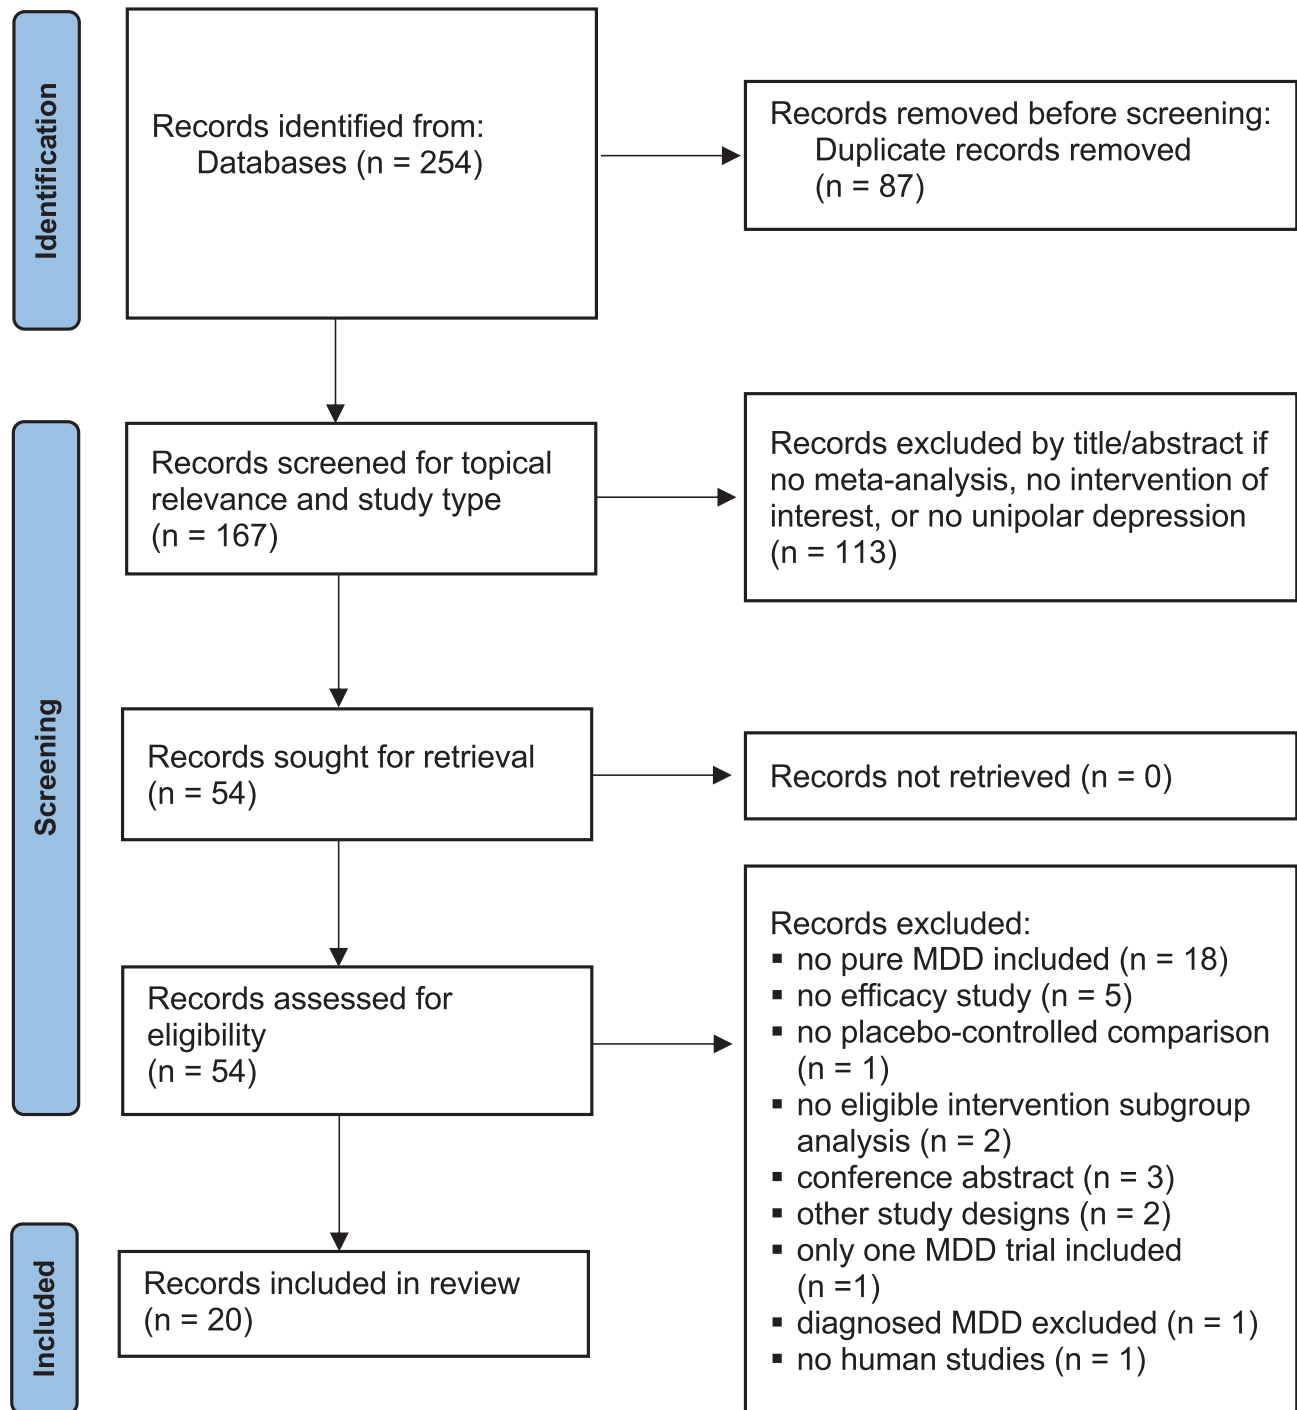 Identification
Records identified from:
Databases (n = 254)
Records removed before screening:
Duplicate records removed
(n = 87)
Screening
Records screened for topical
relevance and study type
(n = 167)
Records excluded by title/abstract if
no meta-analysis, no intervention of
interest, or no unipolar depression
(n = 113)
Records sought for retrieval
(n = 54)
Records not retrieved (n = 0)
Records assessed for
eligibility
(n = 54)
Records excluded:
▪ no pure MDD included (n = 18)
▪ no efficacy study (n = 5)
▪ no placebo-controlled comparison
(n = 1)
▪ no eligible intervention subgroup
analysis (n = 2)
▪ conference abstract (n = 3)
▪ other study designs (n = 2)
▪ only one MDD trial included
(n =1)
▪ diagnosed MDD excluded (n = 1)
▪ no human studies (n = 1)
Included
Records included in review
(n = 20)